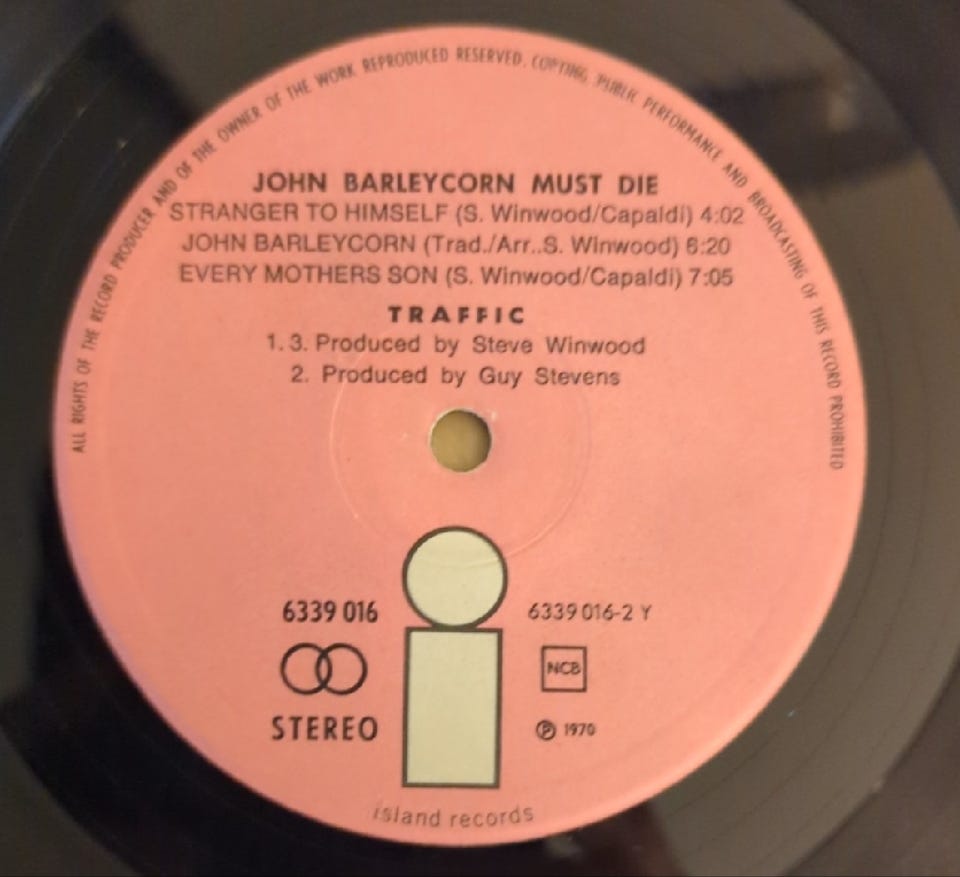 ALL RIGHTS OF THE RECORD PRODUCER AND OF THE OWNER OF THE WORK REPRODUCED RESERVED. COPYING, PUBLIC PERFORMANCE AND BROADCASTING OF THIS RECORD PROHIBITED
JOHN BARLEYCORN MUST DIE
STRANGER TO HIMSELF (S. Winwood/Capaldi) 4:02
JOHN BARLEYCORN (Trad./Arr..S. Winwood) 6:20
EVERY MOTHERS SON (S. Winwood/Capaldi) 7:05
TRAFFIC
1. 3. Produced by Steve Winwood
2. Produced by Guy Stevens
6339 016 6339 016-2 Y
NCB
STEREO ℗ 1970
island records